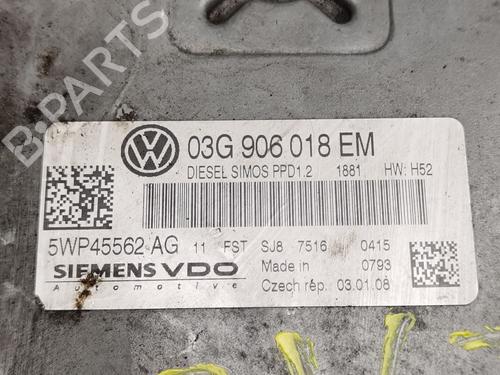 B-PARTS
03G 906 018 EM
DIESEL SIMOS PPD1.2 1881 HW: H52
5WP45562 AG 11 FST SJ8 7516 0415
SIEMENS VDO Made in 0793
Automotive Czech rép. 03.01.08